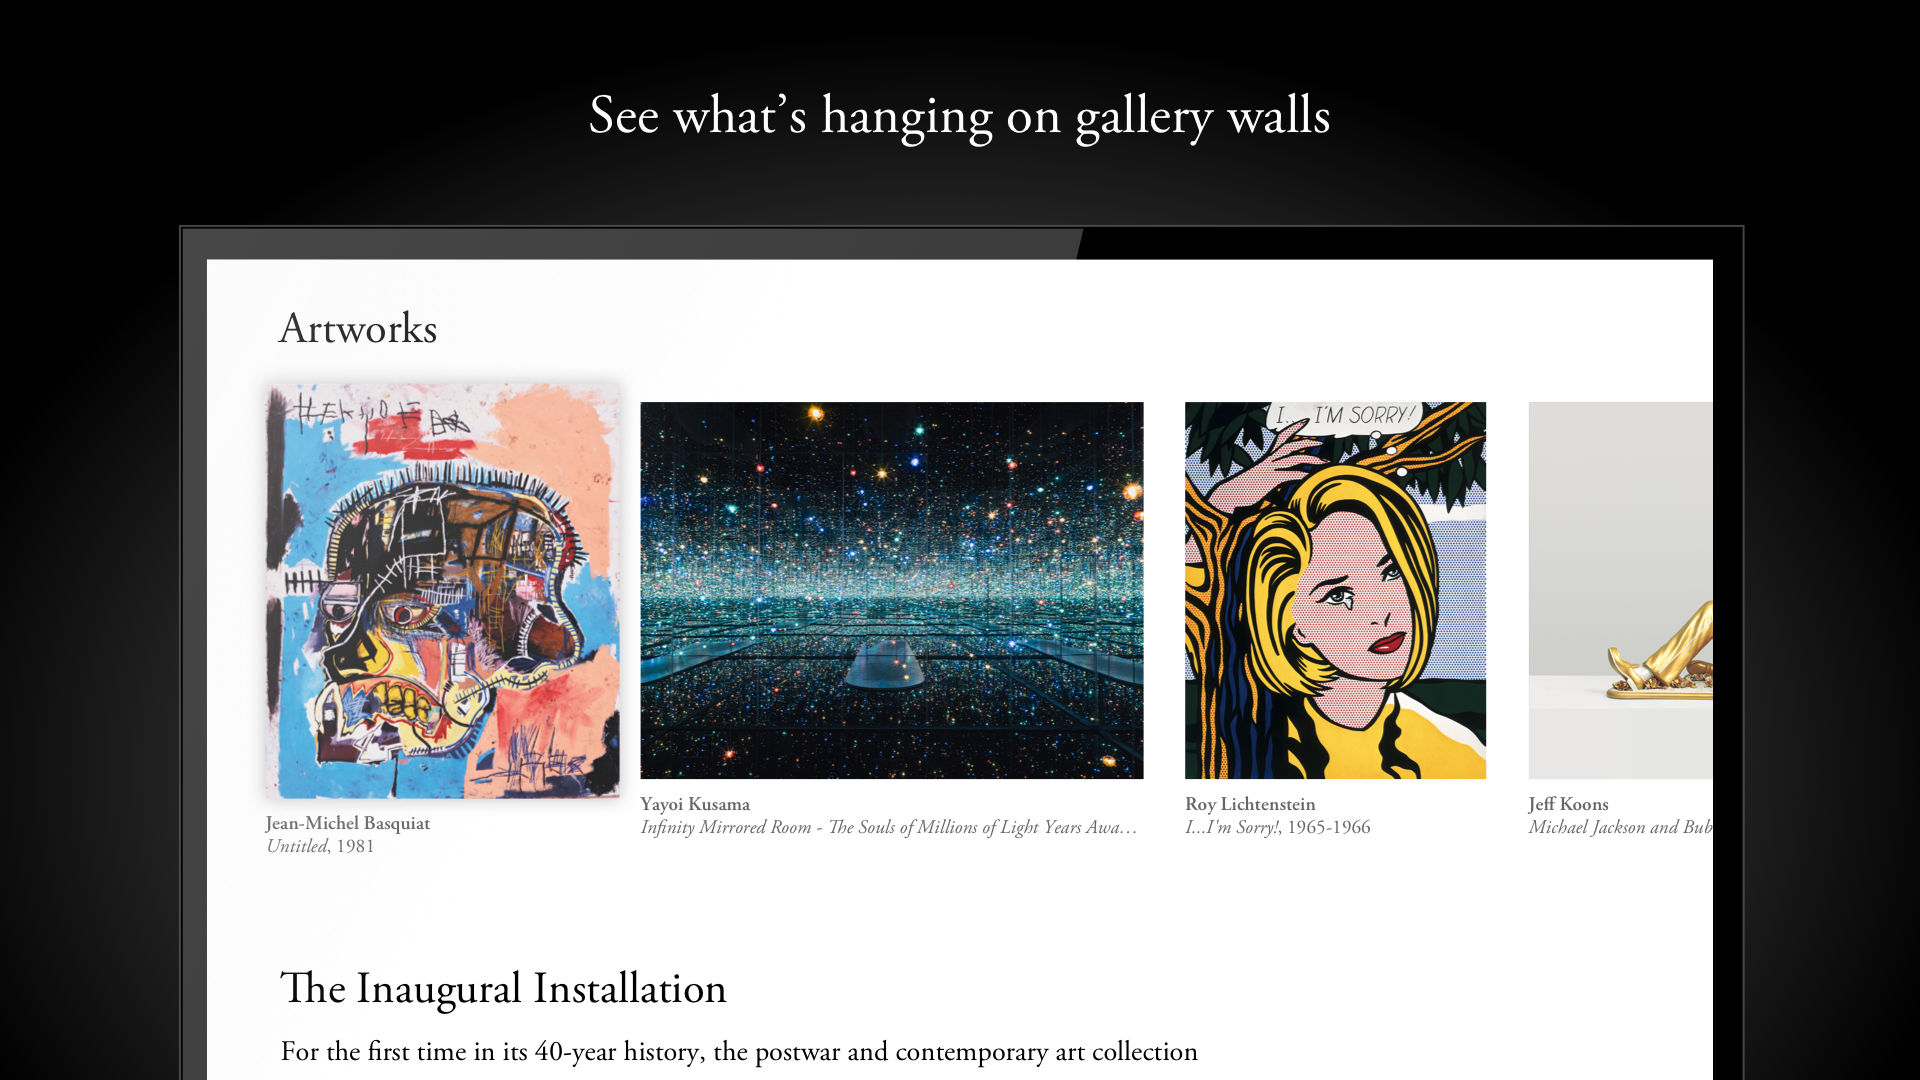 See what's hanging on gallery walls
Artworks
I... I'M SORRY!
Jean-Michel Basquiat
Untitled, 1981
Yayoi Kusama
Infinity Mirrored Room - The Souls of Millions of Light Years Awa...
Roy Lichtenstein
I...I'm Sorry!, 1965-1966
Jeff Koons
Michael Jackson and Bub
The Inaugural Installation
For the first time in its 40-year history, the postwar and contemporary art collection